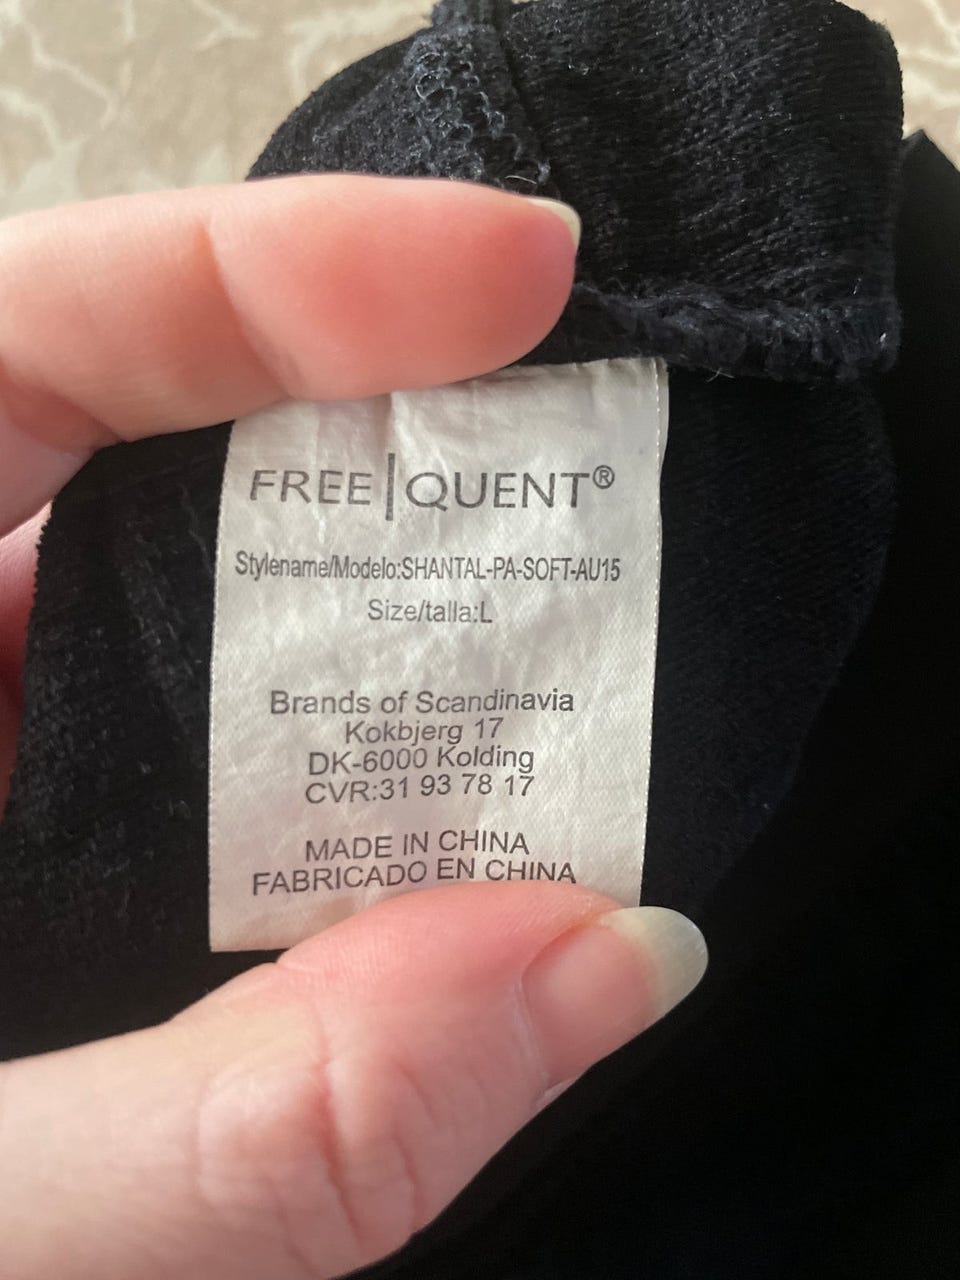 FREE|QUENT®
Stylename/Modelo:SHANTAL-PA-SOFT-AU15
Size/talla:L
Brands of Scandinavia
Kokbjerg 17
DK-6000 Kolding
CVR:31 93 78 17
MADE IN CHINA
FABRICADO EN CHINA